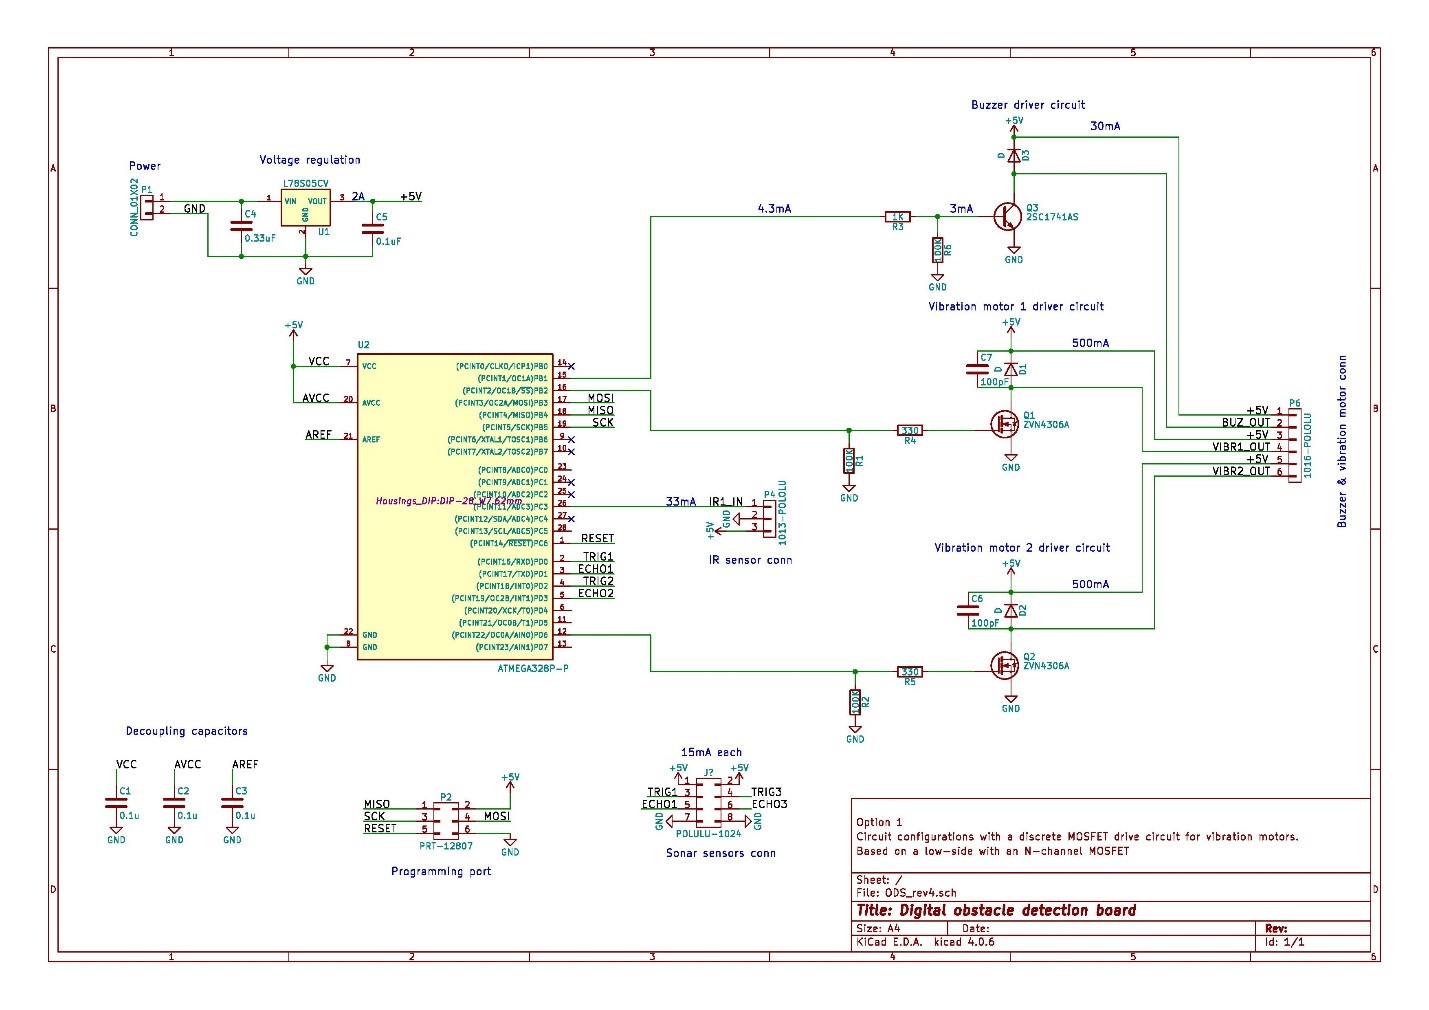 1 2 3 4 5 6
A
B
C
D
Power
P1
CONN_01X02
1
2
GND
Voltage regulation
L78S05CV
1 VIN VOUT 3
GND
2
U1
2A
+5V
C4
0.33uF
C5
0.1uF
GND
Buzzer driver circuit
+5V
30mA
D
D3
4.3mA
1K
R3
3mA
100K
R6
GND
Q3
2SC1741AS
GND
Vibration motor 1 driver circuit
+5V
500mA
C7
100pF
D
D1
Q1
ZVN4306A
GND
330
R4
100K
R1
GND
+5V
VCC
AVCC
AREF
U2
7 VCC
20 AVCC
21 AREF
22 GND
8 GND
GND
(PCINT0/CLKO/ICP1)PB0 14
(PCINT1/OC1A)PB1 15
(PCINT2/OC1B/SS)PB2 16
(PCINT3/OC2A/MOSI)PB3 17 MOSI
(PCINT4/MISO)PB4 18 MISO
(PCINT5/SCK)PB5 19 SCK
(PCINT6/XTAL1/TOSC1)PB6 9
(PCINT7/XTAL2/TOSC2)PB7 10
(PCINT8/ADC0)PC0 23
(PCINT9/ADC1)PC1 24
(PCINT10/ADC2)PC2 25
Housings_DIP:DIP-28_W7.62mm
(PCINT11/ADC3)PC3 26
(PCINT12/SDA/ADC4)PC4 27
(PCINT13/SCL/ADC5)PC5 28
(PCINT14/RESET)PC6 1 RESET
(PCINT16/RXD)PD0 2 TRIG1
(PCINT17/TXD)PD1 3 ECHO1
(PCINT18/INT0)PD2 4 TRIG2
(PCINT19/OC2B/INT1)PD3 5 ECHO2
(PCINT20/XCK/T0)PD4 6
(PCINT21/OC0B/T1)PD5 11
(PCINT22/OC0A/AIN0)PD6 12
(PCINT23/AIN1)PD7 13
ATMEGA328P-P
33mA
IR1_IN
GND
+5V
P4
1
2
3
1013-POLOLU
IR sensor conn
P6
+5V 1
BUZ_OUT 2
+5V 3
VIBR1_OUT 4
+5V 5
VIBR2_OUT 6
1016-POLOLU
Buzzer & vibration motor conn
Vibration motor 2 driver circuit
+5V
500mA
C6
100pF
D
D2
Q2
ZVN4306A
GND
330
R5
100K
R2
GND
Decoupling capacitors
VCC AVCC AREF
C1 C2 C3
0.1u 0.1u 0.1u
GND GND GND
+5V
P2
MISO 1 2
SCK 3 4 MOSI
RESET 5 6
PRT-12807
GND
Programming port
15mA each
+5V +5V
J?
1 2
TRIG1 3 4 TRIG3
ECHO1 5 6 ECHO3
GND 7 8 GND
POLULU-1024
Sonar sensors conn
Option 1
Circuit configurations with a discrete MOSFET drive circuit for vibration motors.
Based on a low-side with an N-channel MOSFET
Sheet: /
File: ODS_rev4.sch
Title: Digital obstacle detection board
Size: A4 Date: Rev:
KiCad E.D.A. kicad 4.0.6 Id: 1/1
A
B
C
D
1 2 3 4 5 6